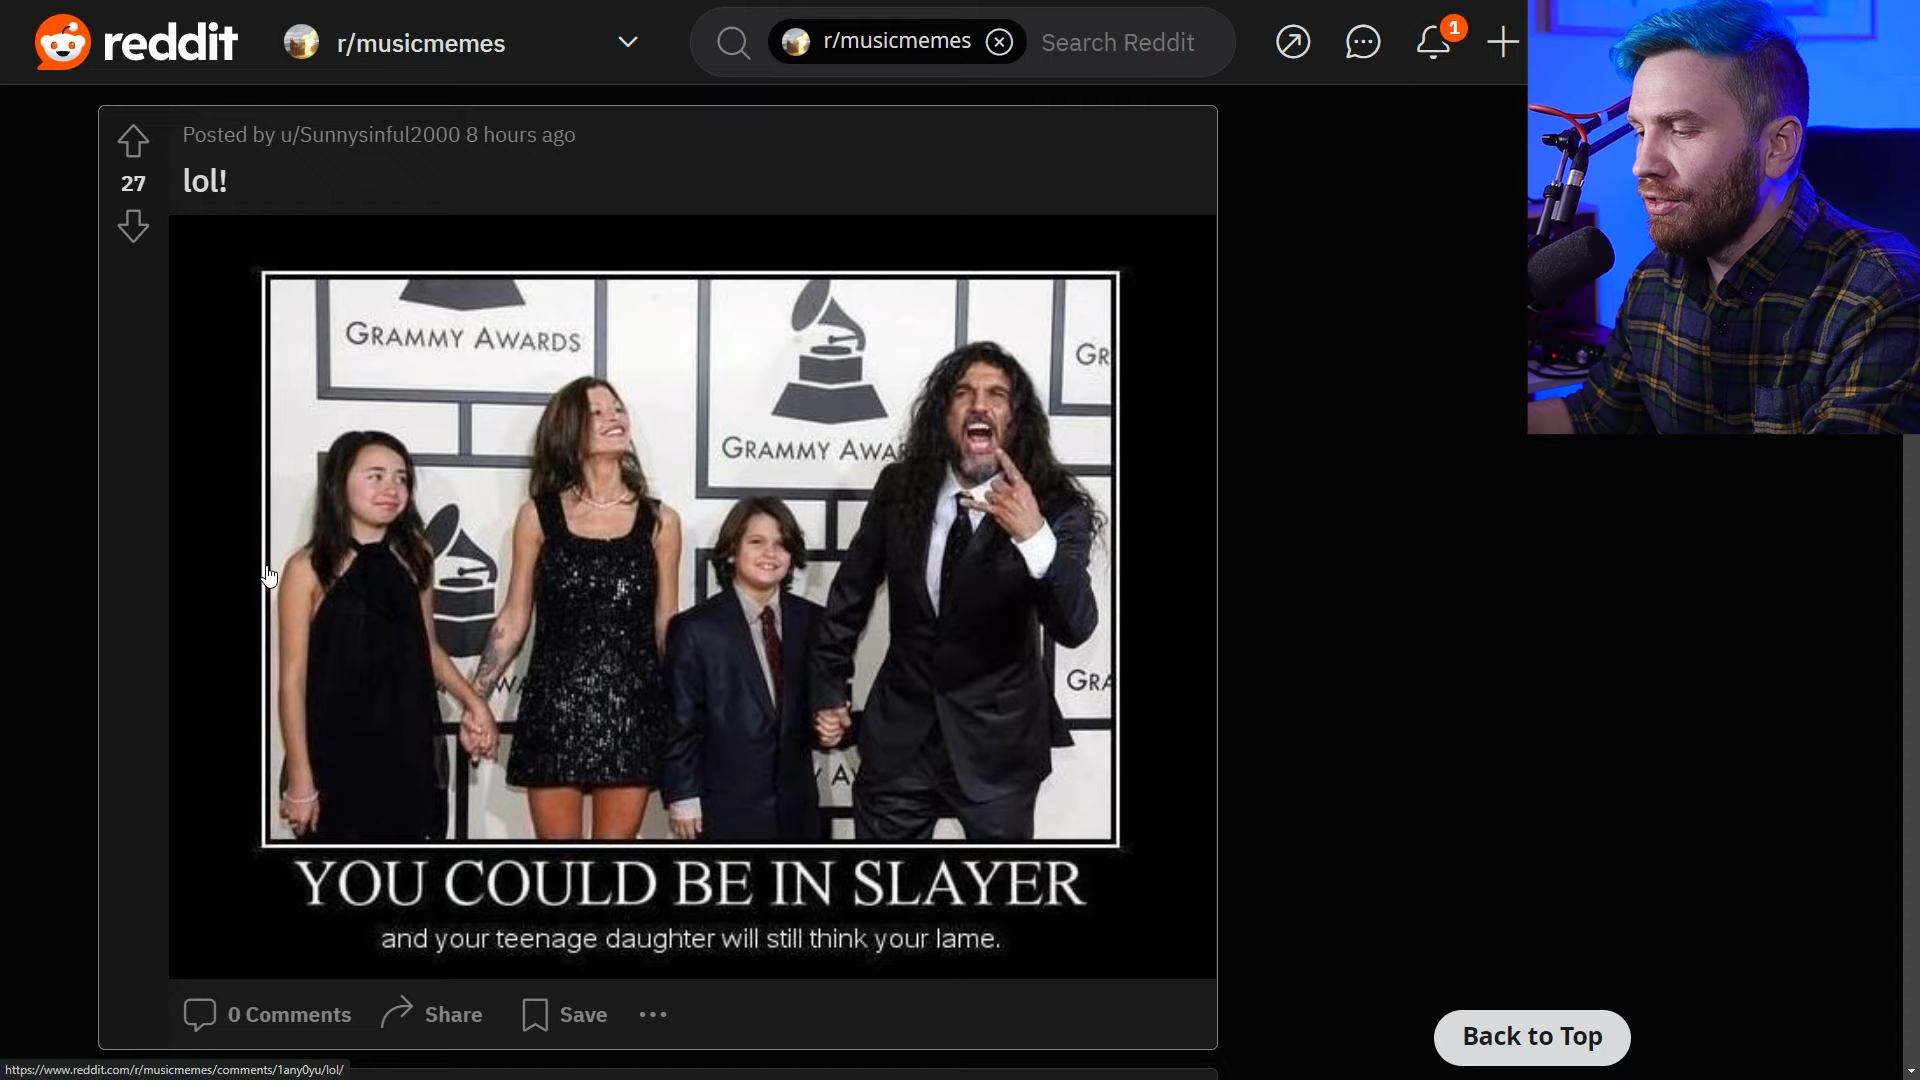 reddit
r/musicmemes
r/musicmemes
Search Reddit
1
Posted by u/Sunnysinful2000 8 hours ago
27
lol!
GRAMMY AWARDS
GR
GRAMMY AWA
GRA
AW
YOU COULD BE IN SLAYER
and your teenage daughter will still think your lame.
0 Comments
Share
Save
Back to Top
https://www.reddit.com/r/musicmemes/comments/1any0yu/lol/